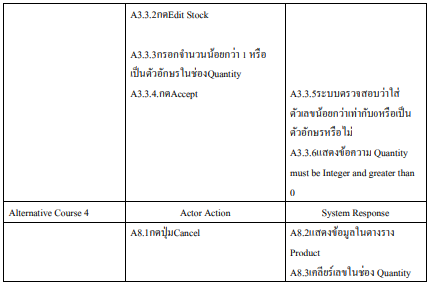 A3.3.2กดEdit Stock
A3.3.3กรอกจำนวนน้อยกว่า 1 หรือ
เป็นตัวอักษรในช่องQuantity
A3.3.4.กดAccept
A3.3.5ระบบตรวจสอบว่าใส่
ตัวเลขน้อยกว่าเท่ากับ0หรือเป็น
ตัวอักษรหรือไม่
A3.3.6แสดงข้อความ Quantity
must be Integer and greater than
0
Alternative Course 4 Actor Action System Response
A8.1กดปุ่มCancel
A8.2แสดงข้อมูลในตาราง
Product
A8.3เคลียร์เลขในช่อง Quantity